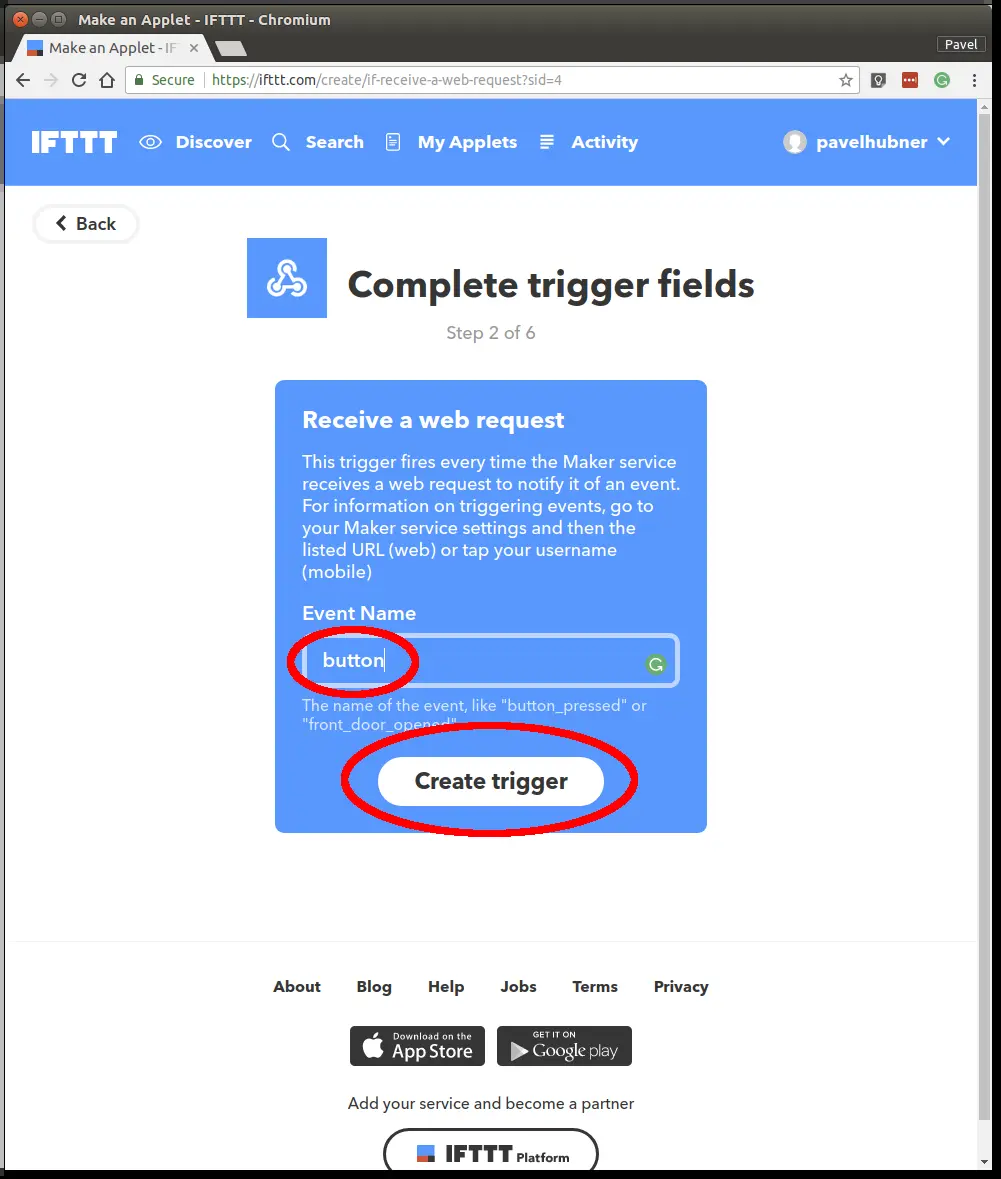 Make an Applet - IFTTT - Chromium
Make an Applet - IF
Pavel
Secure
https://ifttt.com/create/if-receive-a-web-request?sid=4
IFTTT
Discover
Search
My Applets
Activity
pavelhubner
Back
Complete trigger fields
Step 2 of 6
Receive a web request
This trigger fires every time the Maker service
receives a web request to notify it of an event.
For information on triggering events, go to
your Maker service settings and then the
listed URL (web) or tap your username
(mobile)
Event Name
button
The name of the event, like "button_pressed" or
"front_door_opened"
Create trigger
About
Blog
Help
Jobs
Terms
Privacy
Download on the
App Store
GET IT ON
Google play
Add your service and become a partner
IFTTT Platform